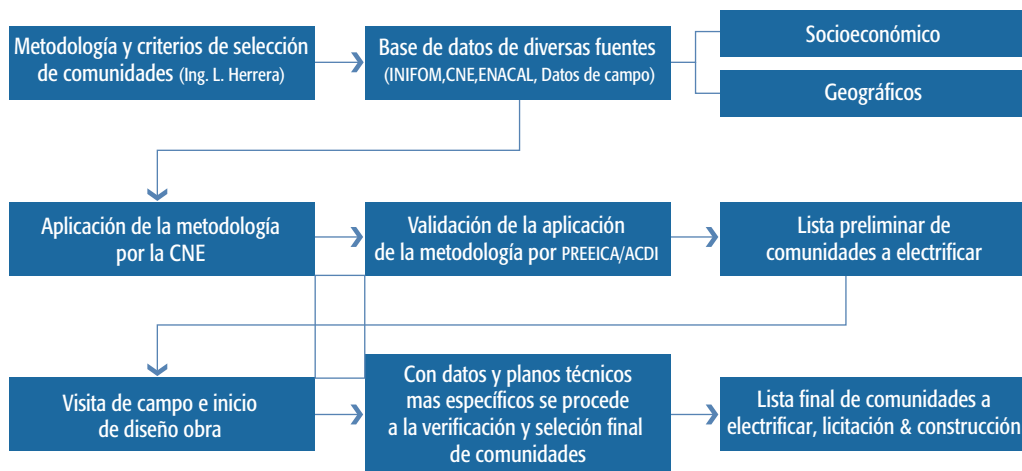 Metodología y criterios de selección
de comunidades (Ing. L. Herrera)
Base de datos de diversas fuentes
(INIFOM,CNE,ENACAL, Datos de campo)
Socioeconómico
Geográficos
Aplicación de la metodología
por la CNE
Validación de la aplicación
de la metodología por PREEICA/ACDI
Lista preliminar de
comunidades a electrificar
Visita de campo e inicio
de diseño obra
Con datos y planos técnicos
mas específicos se procede
a la verificación y seleción final
de comunidades
Lista final de comunidades a
electrificar, licitación & construcción